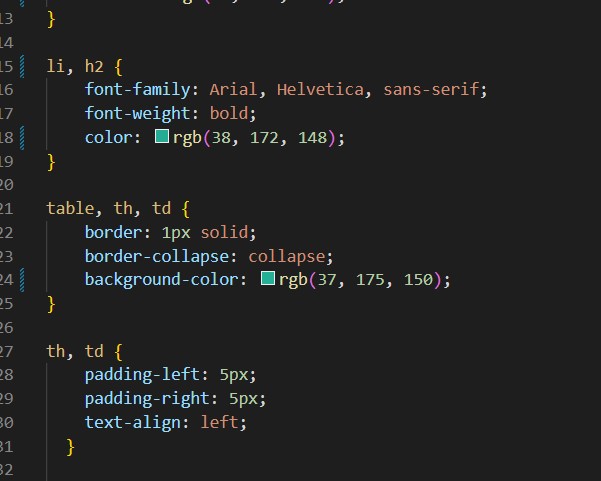 13 }
14
15 li, h2 {
16 font-family: Arial, Helvetica, sans-serif;
17 font-weight: bold;
18 color: rgb(38, 172, 148);
19 }
20
21 table, th, td {
22 border: 1px solid;
23 border-collapse: collapse;
24 background-color: rgb(37, 175, 150);
25 }
26
27 th, td {
28 padding-left: 5px;
29 padding-right: 5px;
30 text-align: left;
31 }
32